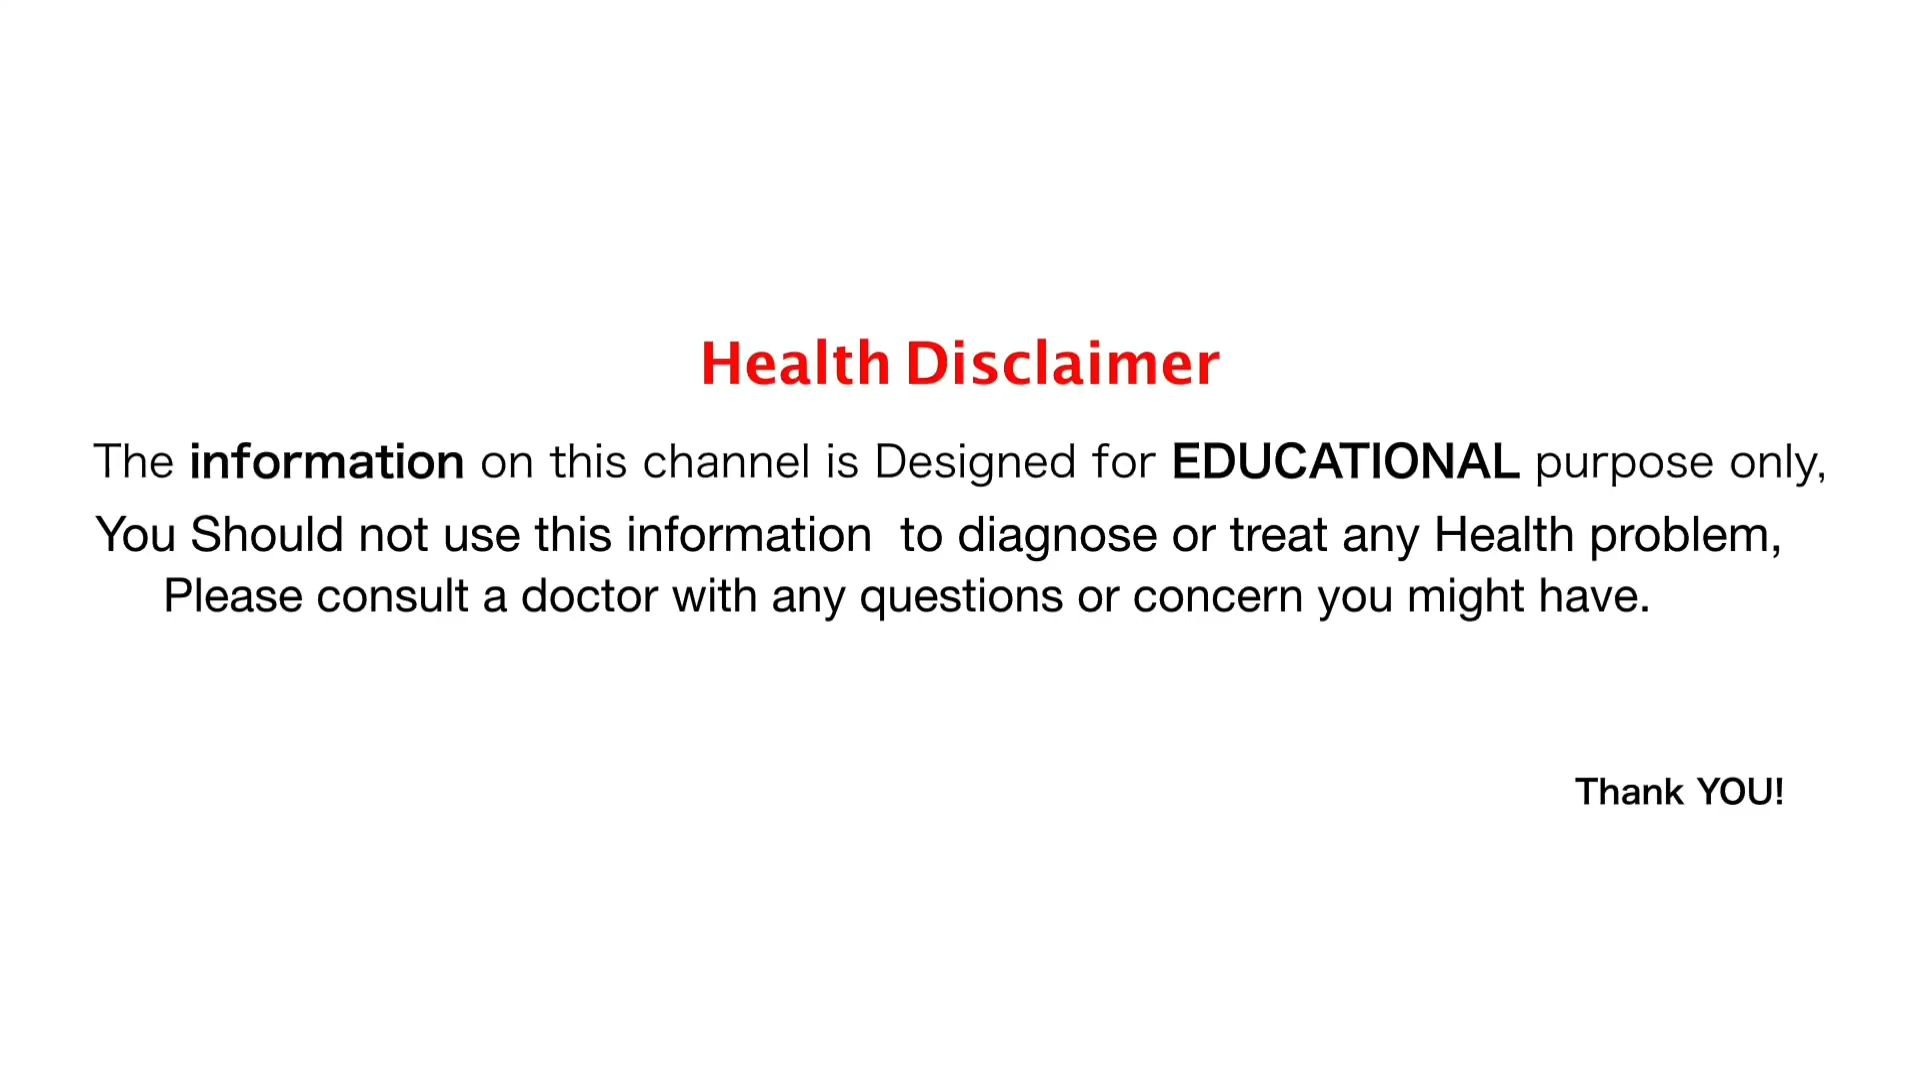 Health Disclaimer
The information on this channel is Designed for EDUCATIONAL purpose only,
You Should not use this information  to diagnose or treat any Health problem,
Please consult a doctor with any questions or concern you might have.
Thank YOU!